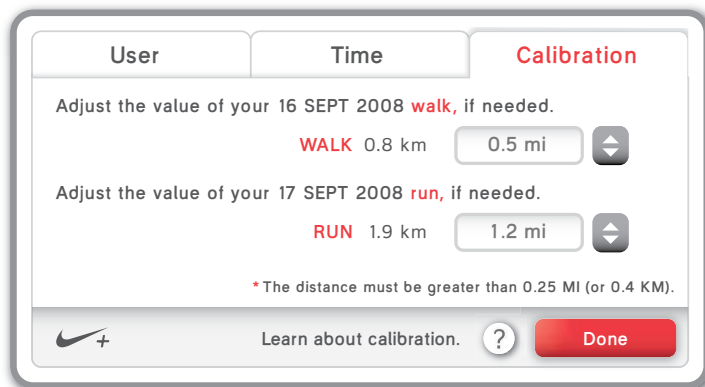 User Time Calibration
Adjust the value of your 16 SEPT 2008 walk, if needed.
WALK 0.8 km 0.5 mi
Adjust the value of your 17 SEPT 2008 run, if needed.
RUN 1.9 km 1.2 mi
* The distance must be greater than 0.25 MI (or 0.4 KM).
+ Learn about calibration. ? Done